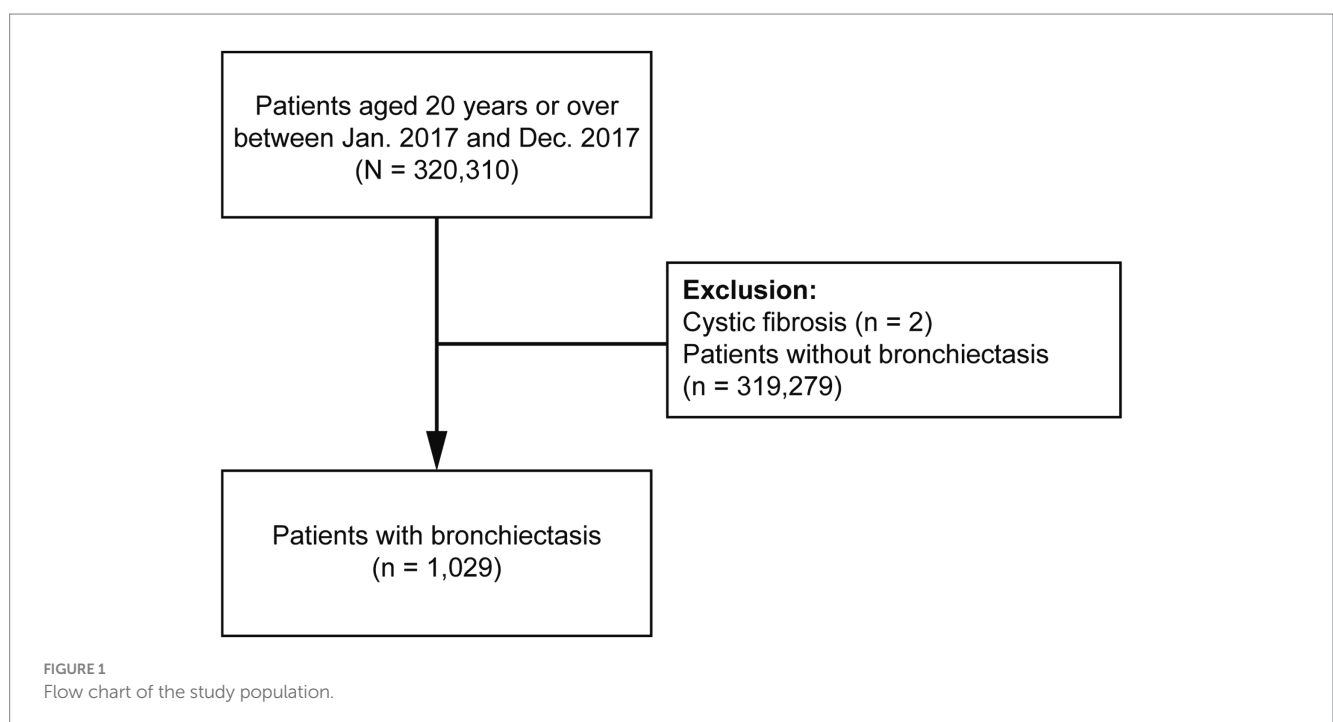 Patients aged 20 years or over
between Jan. 2017 and Dec. 2017
(N = 320,310)
Exclusion:
Cystic fibrosis (n = 2)
Patients without bronchiectasis
(n = 319,279)
Patients with bronchiectasis
(n = 1,029)
FIGURE 1
Flow chart of the study population.